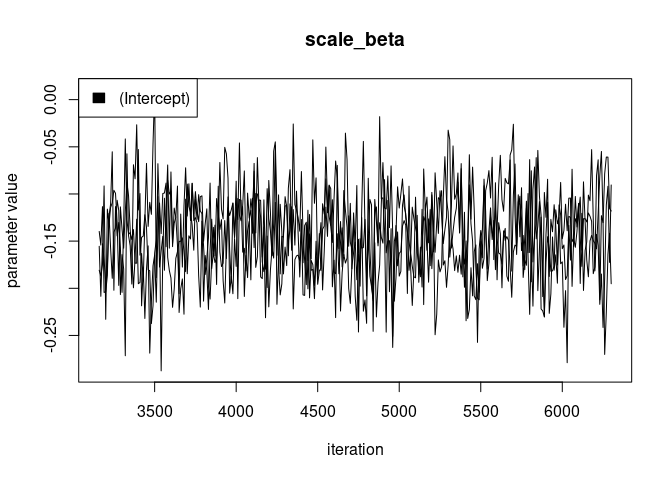 scale_beta
(Intercept)
0.00
-0.05
-0.15
-0.25
parameter value
3500 4000 4500 5000 5500 6000
iteration